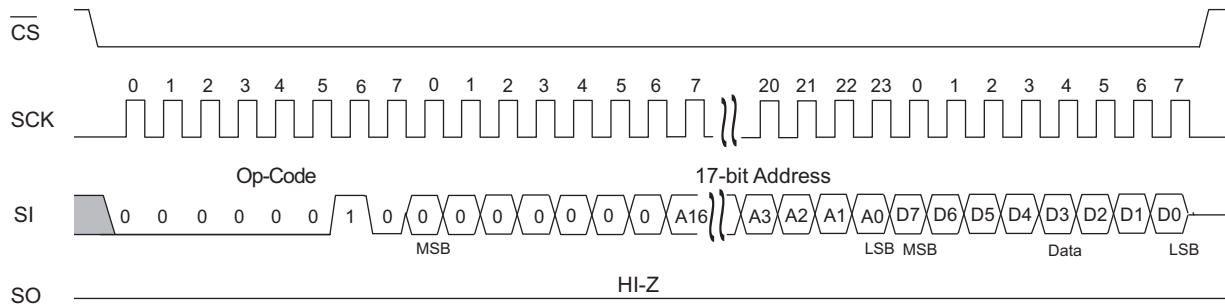 CS
0 1 2 3 4 5 6 7 0 1 2 3 4 5 6 7 20 21 22 23 0 1 2 3 4 5 6 7
SCK
Op-Code 17-bit Address
SI 0 0 0 0 0 0 1 0 0 0 0 0 0 0 0 A16 A3 A2 A1 A0 D7 D6 D5 D4 D3 D2 D1 D0
MSB LSB MSB Data LSB
HI-Z
SO